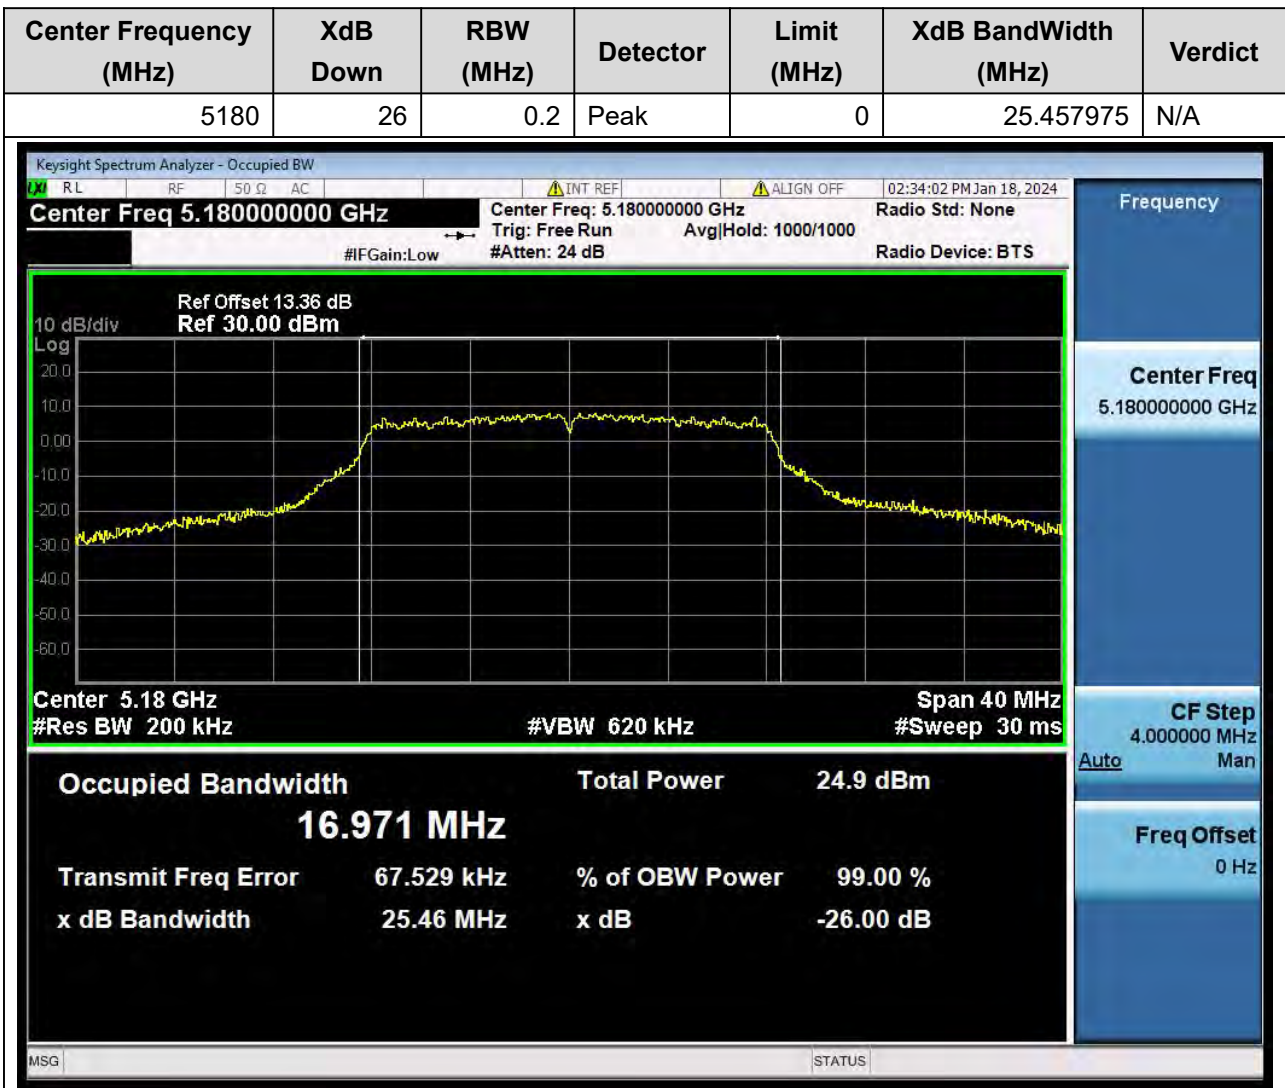 Center Frequency (MHz) XdB Down RBW (MHz) Detector Limit (MHz) XdB BandWidth (MHz) Verdict
5180 26 0.2 Peak 0 25.457975 N/A
Keysight Spectrum Analyzer - Occupied BW
LXI RL RF 50 Ω AC INT REF ALIGN OFF 02:34:02 PM Jan 18, 2024
Center Freq 5.180000000 GHz
Center Freq: 5.180000000 GHz Radio Std: None
Trig: Free Run Avg|Hold: 1000/1000
#IFGain:Low #Atten: 24 dB Radio Device: BTS
Ref Offset 13.36 dB
10 dB/div Ref 30.00 dBm
Log
20.0
10.0
0.00
-10.0
-20.0
-30.0
-40.0
-50.0
-60.0
Center 5.18 GHz Span 40 MHz
#Res BW 200 kHz #VBW 620 kHz #Sweep 30 ms
Occupied Bandwidth Total Power 24.9 dBm
16.971 MHz
Transmit Freq Error 67.529 kHz % of OBW Power 99.00 %
x dB Bandwidth 25.46 MHz x dB -26.00 dB
MSG STATUS
Frequency
Center Freq
5.180000000 GHz
CF Step
4.000000 MHz
Auto Man
Freq Offset
0 Hz